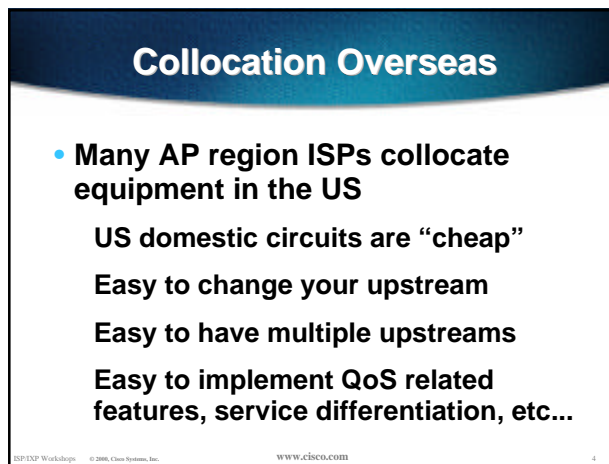 Collocation Overseas
• Many AP region ISPs collocate
equipment in the US
US domestic circuits are “cheap”
Easy to change your upstream
Easy to have multiple upstreams
Easy to implement QoS related
features, service differentiation, etc...
ISP/IXP Workshops © 2000, Cisco Systems, Inc. www.cisco.com 4